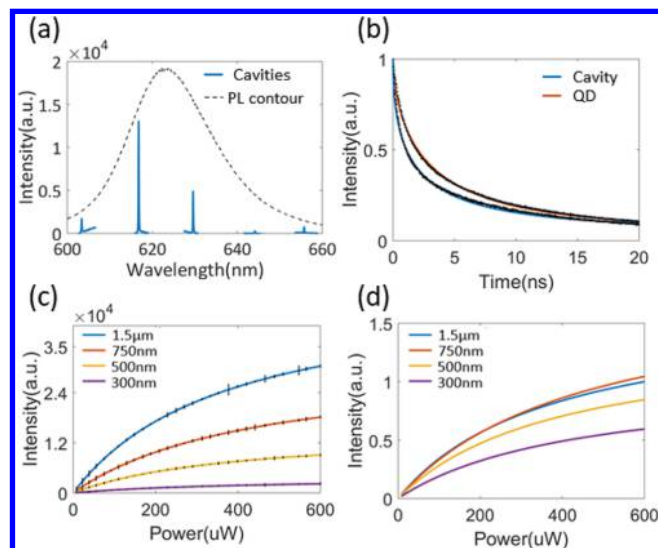 (a)
×10⁴
2
1.5
1
0.5
0
Intensity(a.u.)
Cavities
PL contour
600 620 640 660
Wavelength(nm)
(b)
1
0.5
0
Intensity(a.u.)
Cavity
QD
0 5 10 15 20
Time(ns)
(c)
×10⁴
3.5
2.4
1.2
0
Intensity(a.u.)
1.5μm
750nm
500nm
300nm
0 200 400 600
Power(uW)
(d)
1.5
1
0.5
0
Intensity(a.u.)
1.5μm
750nm
500nm
300nm
0 200 400 600
Power(uW)